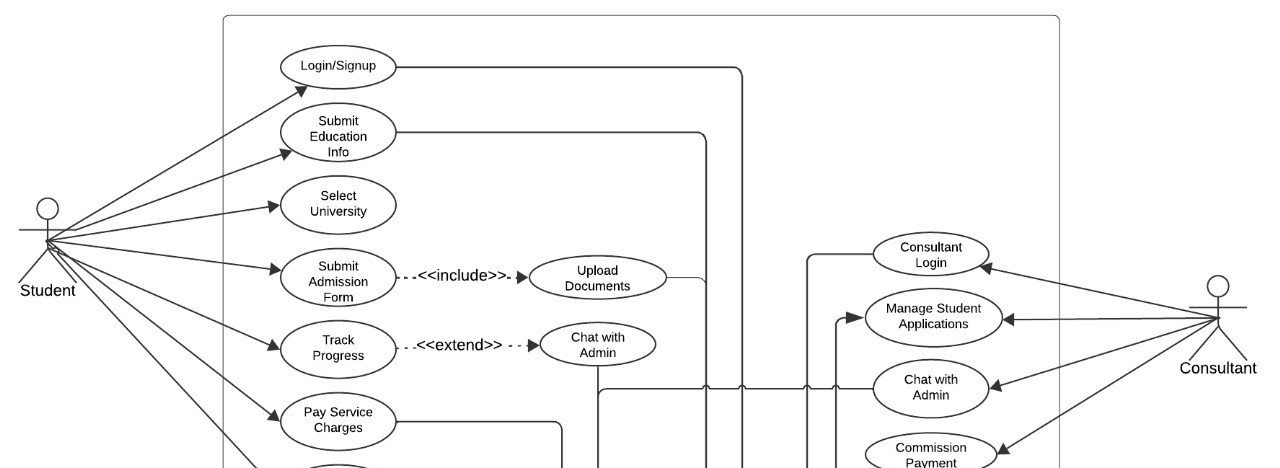 Login/Signup
Submit
Education
Info
Select
University
Submit
Admission
Form
<<include>>
Upload
Documents
Track
Progress
<<extend>>
Chat with
Admin
Pay Service
Charges
Student
Consultant
Login
Manage Student
Applications
Chat with
Admin
Commission
Payment
Consultant